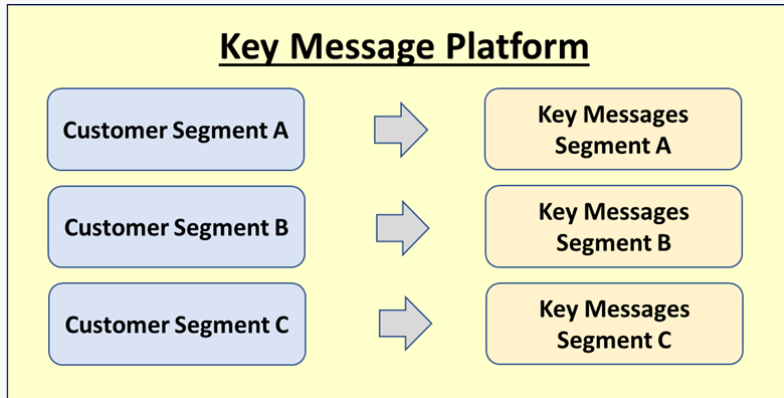 Key Message Platform
Customer Segment A
Key Messages
Segment A
Customer Segment B
Key Messages
Segment B
Customer Segment C
Key Messages
Segment C